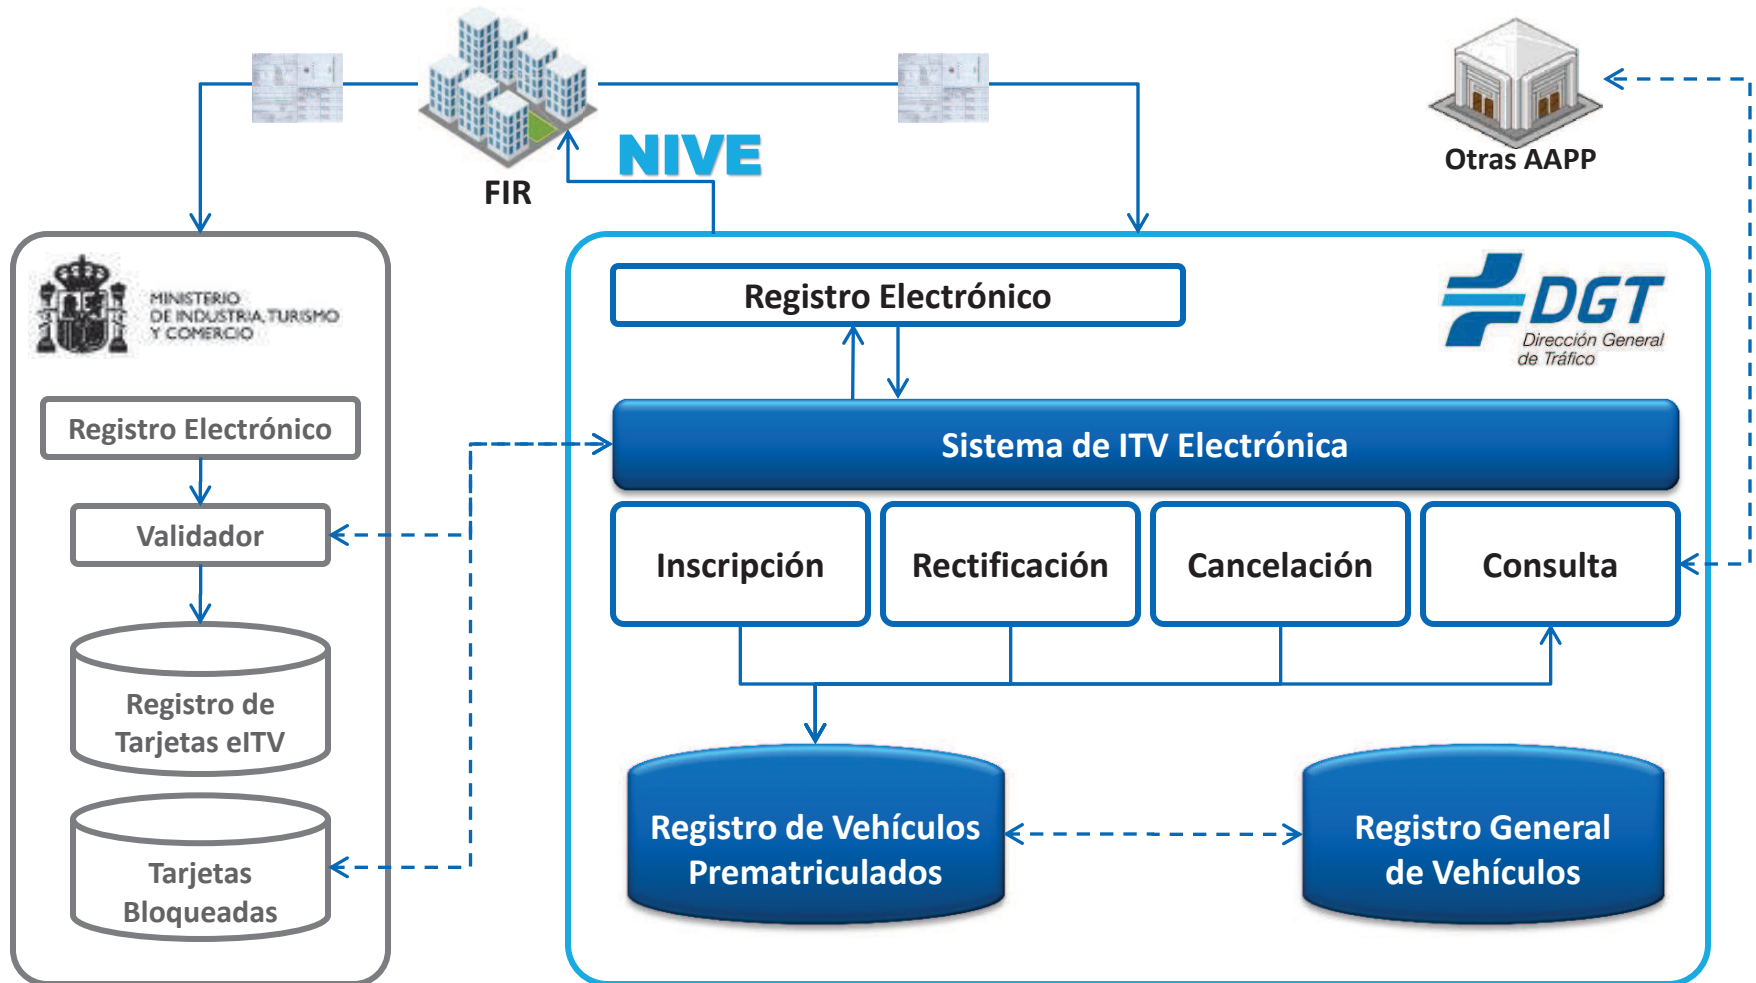 NIVE
FIR
Otras AAPP
MINISTERIO
DE INDUSTRIA, TURISMO
Y COMERCIO
Registro Electrónico
Validador
Registro de
Tarjetas eITV
Tarjetas
Bloqueadas
Registro Electrónico
DGT
Dirección General
de Tráfico
Sistema de ITV Electrónica
Inscripción
Rectificación
Cancelación
Consulta
Registro de Vehículos
Prematriculados
Registro General
de Vehículos